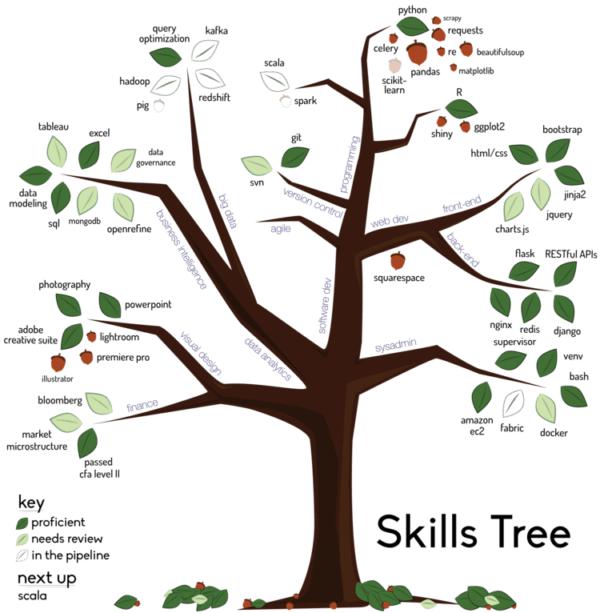 python
scrapy
requests
celery
re
beautifulsoup
scikit-
learn
pandas
matplotlib
query
optimization
kafka
hadoop
redshift
pig
scala
spark
R
shiny
ggplot2
tableau
excel
data
governance
data
modeling
sql
mongodb
openrefine
git
svn
version control
agile
programming
big data
business intelligence
html/css
bootstrap
jinja2
jquery
charts.js
front-end
web dev
back-end
squarespace
flask
RESTful APIs
nginx
redis
django
photography
powerpoint
adobe
creative suite
lightroom
premiere pro
illustrator
visual design
data analytics
software dev
sysadmin
supervisor
venv
bash
amazon
ec2
fabric
docker
bloomberg
finance
market
microstructure
passed
cfa level II
key
proficient
needs review
in the pipeline
next up
scala
Skills Tree